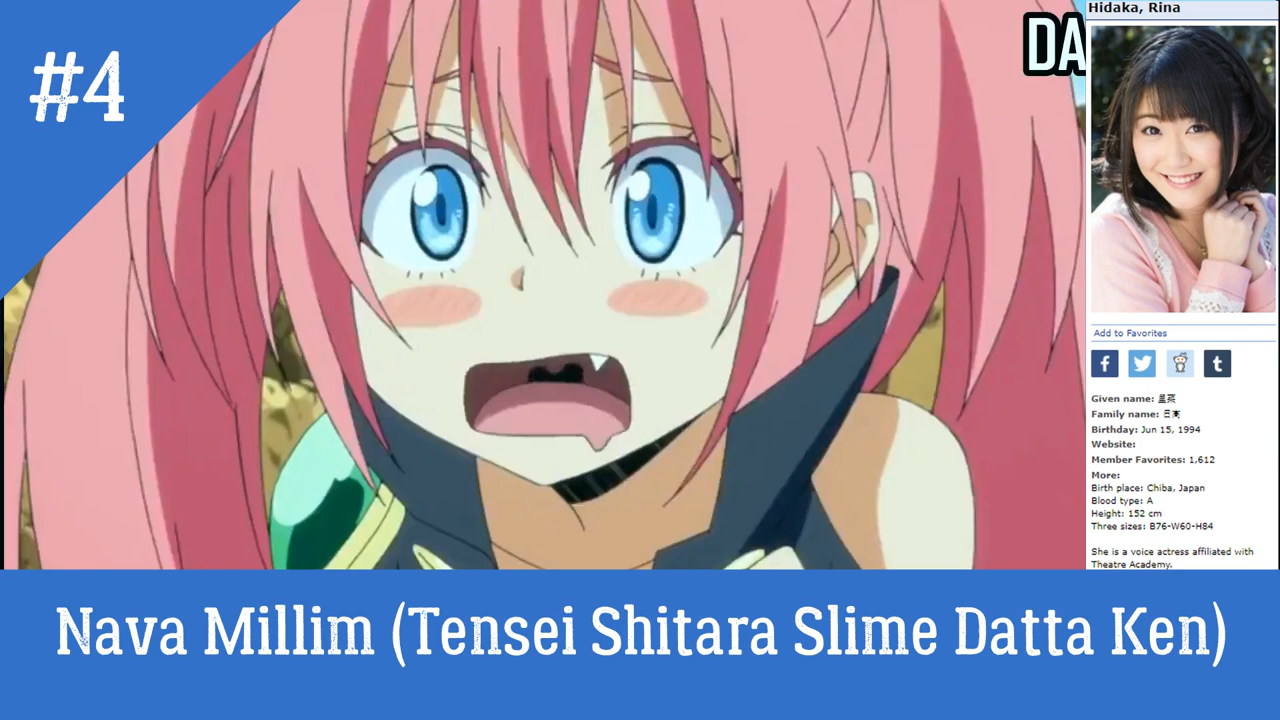 #4
DA
Hidaka, Rina
Add to Favorites
Given name: 里菜
Family name: 日高
Birthday: Jun 15, 1994
Website:
Member Favorites: 1,612
More:
Birth place: Chiba, Japan
Blood type: A
Height: 152 cm
Three sizes: B76-W60-H84
She is a voice actress affiliated with
Theatre Academy.
Nava Millim (Tensei Shitara Slime Datta Ken)